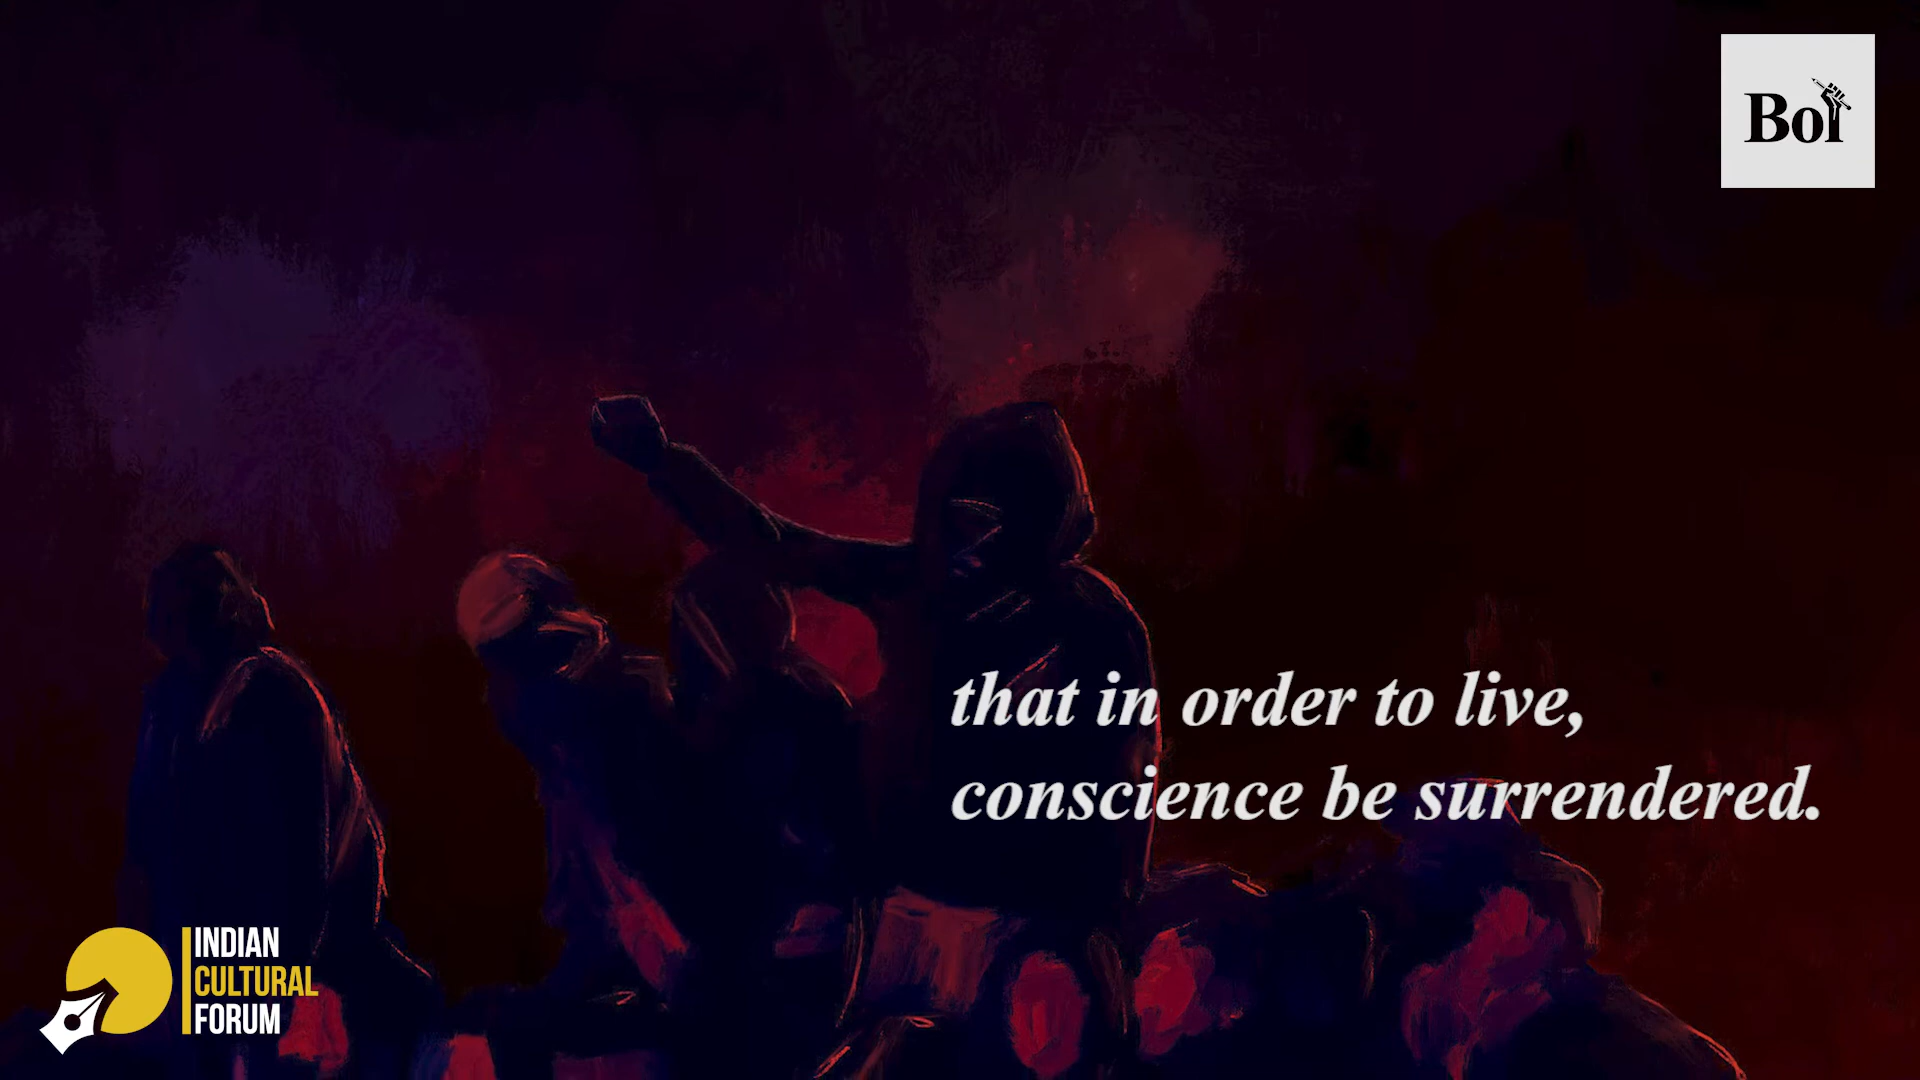 Bol
that in order to live,
conscience be surrendered.
INDIAN
CULTURAL
FORUM